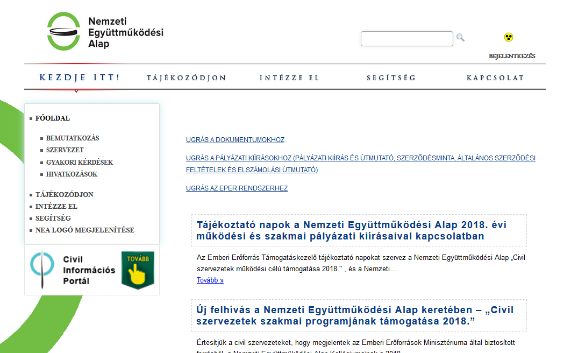 Nemzeti
Együttműködési
Alap
BEJELENTKEZÉS
KEZDJE ITT!
TÁJÉKOZÓDJON
INTÉZZE EL
SEGÍTSÉG
KAPCSOLAT
FŐOLDAL
BEMUTATKOZÁS
SZERVEZET
GYAKORI KÉRDÉSEK
HIVATKOZÁSOK
TÁJÉKOZÓDJON
INTÉZZE EL
SEGÍTSÉG
NEA LOGÓ MEGJELENÍTÉSE
Civil
Információs
Portál
TOVÁBB
UGRÁS A DOKUMENTUMOKHOZ
UGRÁS A PÁLYÁZATI KIÍRÁSOKHOZ (PÁLYÁZATI KIÍRÁS ÉS ÚTMUTATÓ, SZERZŐDÉSMINTA, ÁLTALÁNOS SZERZŐDÉSI
FELTÉTELEK ÉS ELSZÁMOLÁSI ÚTMUTATÓ)
UGRÁS AZ EPER RENDSZERHEZ
Tájékoztató napok a Nemzeti Együttműködési Alap 2018. évi
működési és szakmai pályázati kiírásaival kapcsolatban
Az Emberi Erőforrás Támogatáskezelő tájékoztató napokat szervez a Nemzeti Együttműködési Alap „Civil
szervezetek működési célú támogatása 2018.” , és a Nemzeti...
Tovább »
Új felhívás a Nemzeti Együttműködési Alap keretében – „Civil
szervezetek szakmai programjának támogatása 2018.”
Értesítjük a civil szervezeteket, hogy megjelentek az Emberi Erőforrások Minisztériuma által biztosított